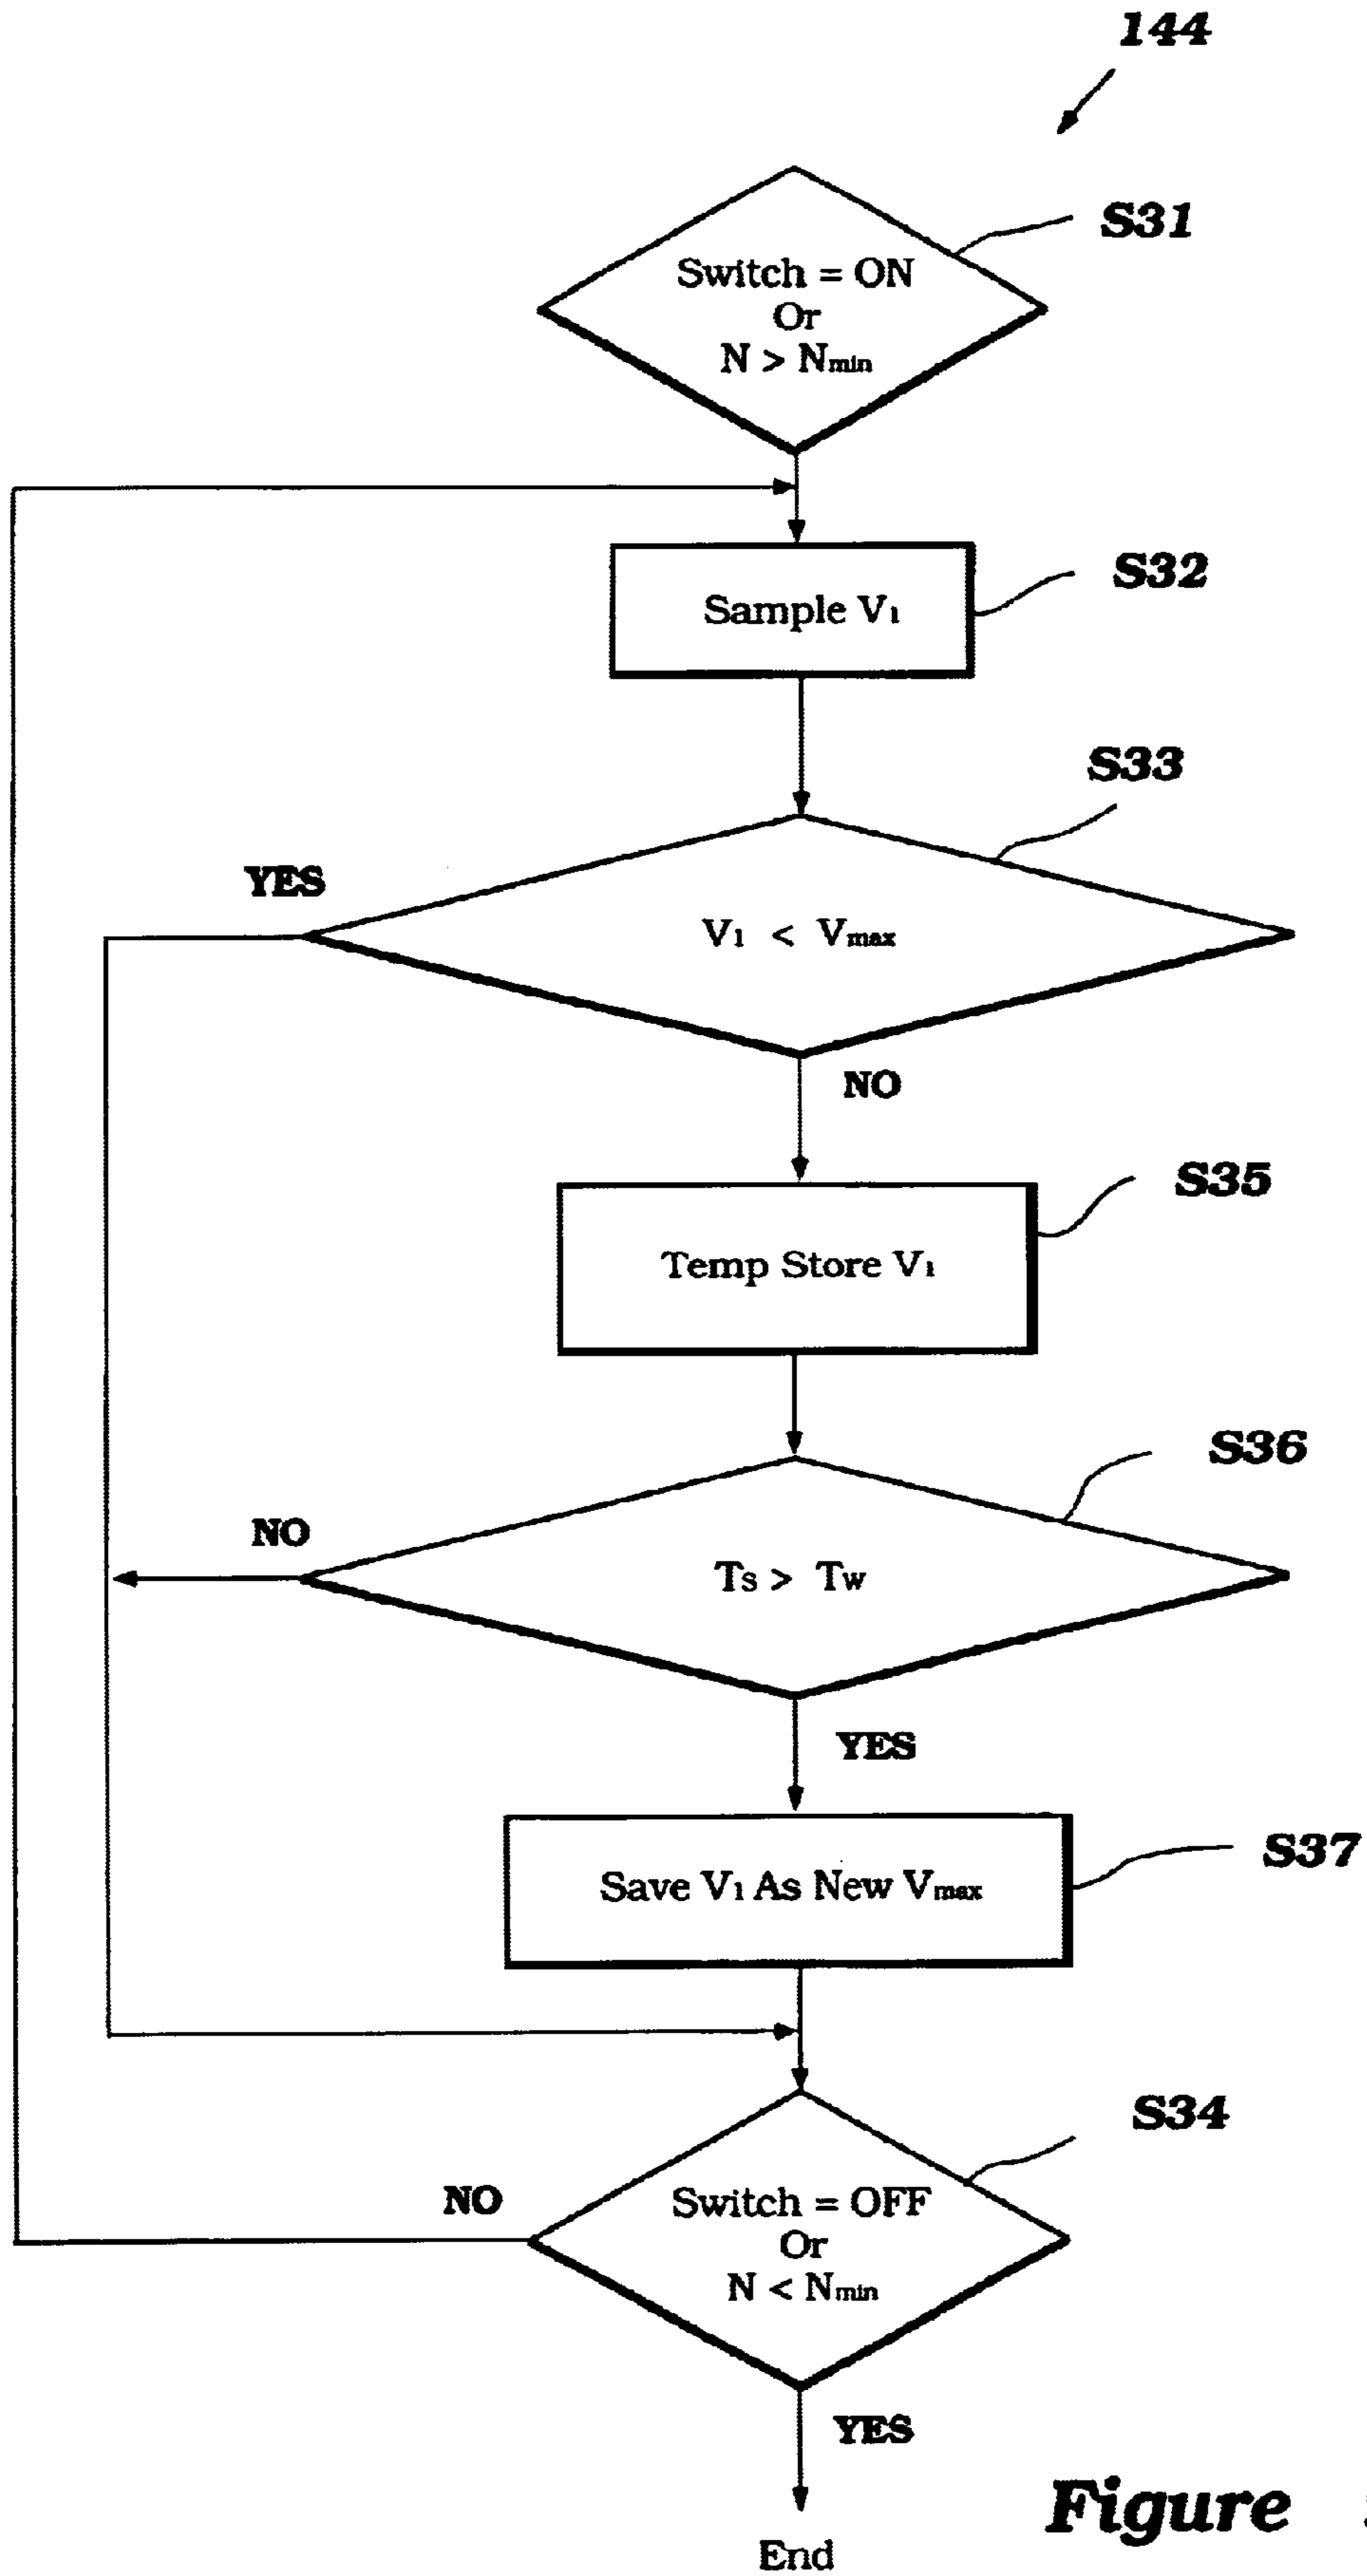 144
S31
Switch = ON
Or
N > Nmin
S32
Sample V1
S33
YES
V1 < Vmax
NO
S35
Temp Store V1
S36
NO
Ts > Tw
YES
S37
Save V1 As New Vmax
S34
NO
Switch = OFF
Or
N < Nmin
YES
Figure
End